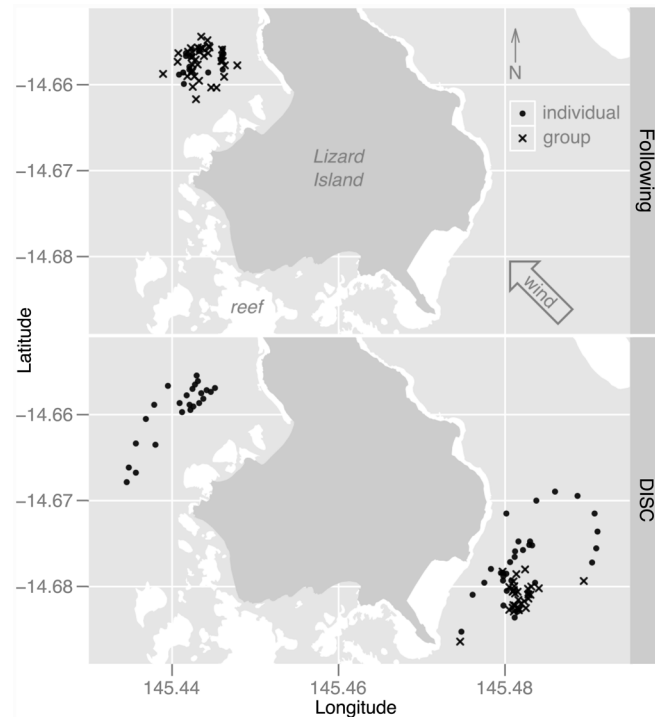 −14.66
−14.67
−14.68
N
individual
group
Lizard
Island
reef
wind
Following
Latitude
−14.66
−14.67
−14.68
DISC
145.44
145.46
145.48
Longitude